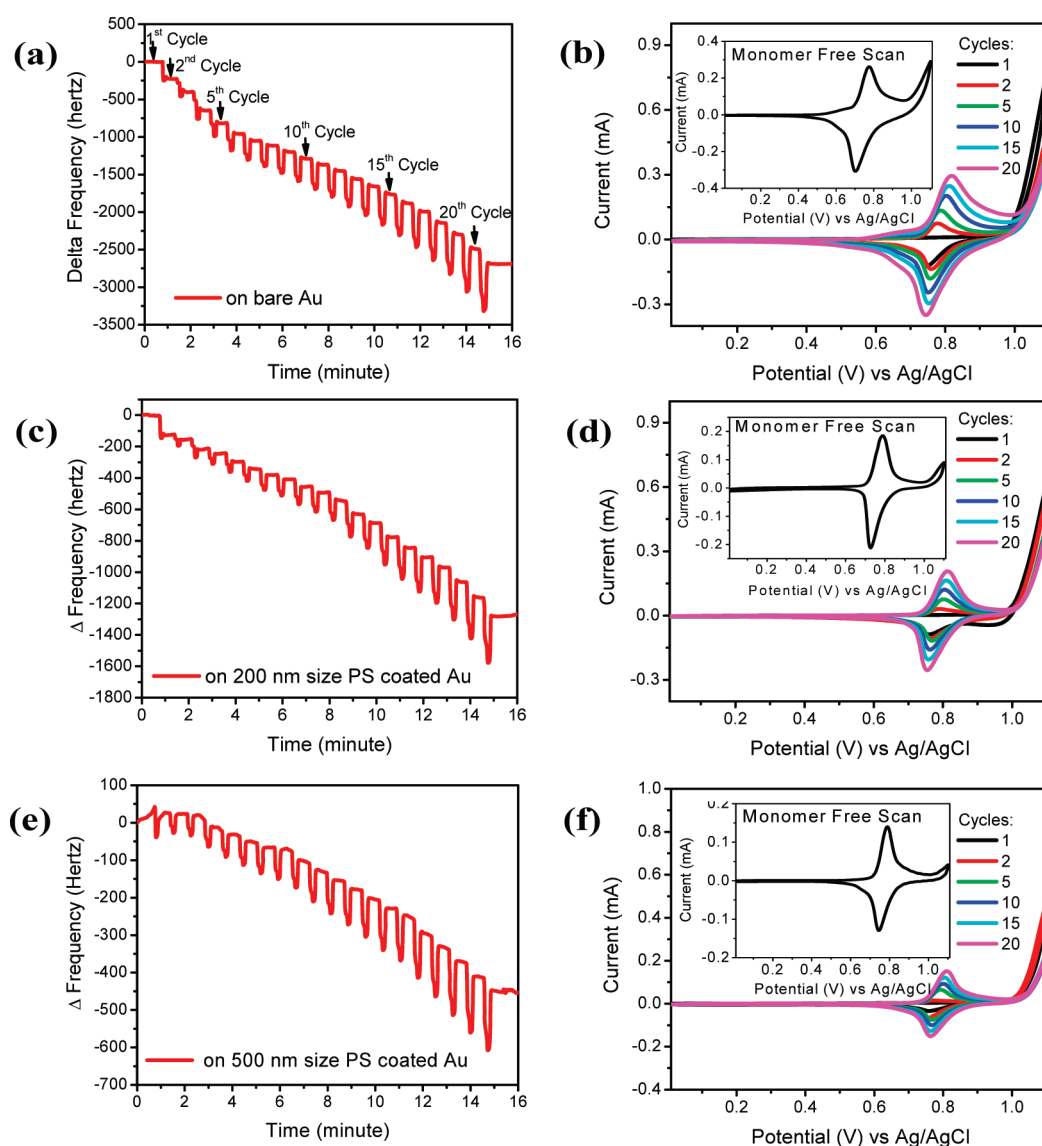 (a)
500
0
-500
-1000
-1500
-2000
-2500
-3000
-3500
Delta Frequency (hertz)
1st Cycle
2nd Cycle
5th Cycle
10th Cycle
15th Cycle
20th Cycle
on bare Au
0 2 4 6 8 10 12 14 16
Time (minute)
(b)
0.9
0.6
0.3
0.0
-0.3
Current (mA)
Monomer Free Scan
0.4
0.2
0.0
-0.2
-0.4
Current (mA)
0.2 0.4 0.6 0.8 1.0
Potential (V) vs Ag/AgCl
Cycles:
1
2
5
10
15
20
0.2 0.4 0.6 0.8 1.0
Potential (V) vs Ag/AgCl
(c)
0
-200
-400
-600
-800
-1000
-1200
-1400
-1600
-1800
Δ Frequency (hertz)
on 200 nm size PS coated Au
0 2 4 6 8 10 12 14 16
Time (minute)
(d)
0.9
0.6
0.3
0.0
-0.3
Current (mA)
Monomer Free Scan
0.2
0.1
0.0
-0.1
-0.2
Current (mA)
0.2 0.4 0.6 0.8 1.0
Potential (V) vs Ag/AgCl
Cycles:
1
2
5
10
15
20
0.2 0.4 0.6 0.8 1.0
Potential (V) vs Ag/AgCl
(e)
100
0
-100
-200
-300
-400
-500
-600
-700
Δ Frequency (Hertz)
on 500 nm size PS coated Au
0 2 4 6 8 10 12 14 16
Time (minute)
(f)
1.0
0.8
0.6
0.4
0.2
0.0
-0.2
-0.4
Current (mA)
Monomer Free Scan
0.2
0.1
0.0
-0.1
-0.2
Current (mA)
0.2 0.4 0.6 0.8 1.0
Potential (V) vs Ag/AgCl
Cycles:
1
2
5
10
15
20
0.2 0.4 0.6 0.8 1.0
Potential (V) vs Ag/AgCl